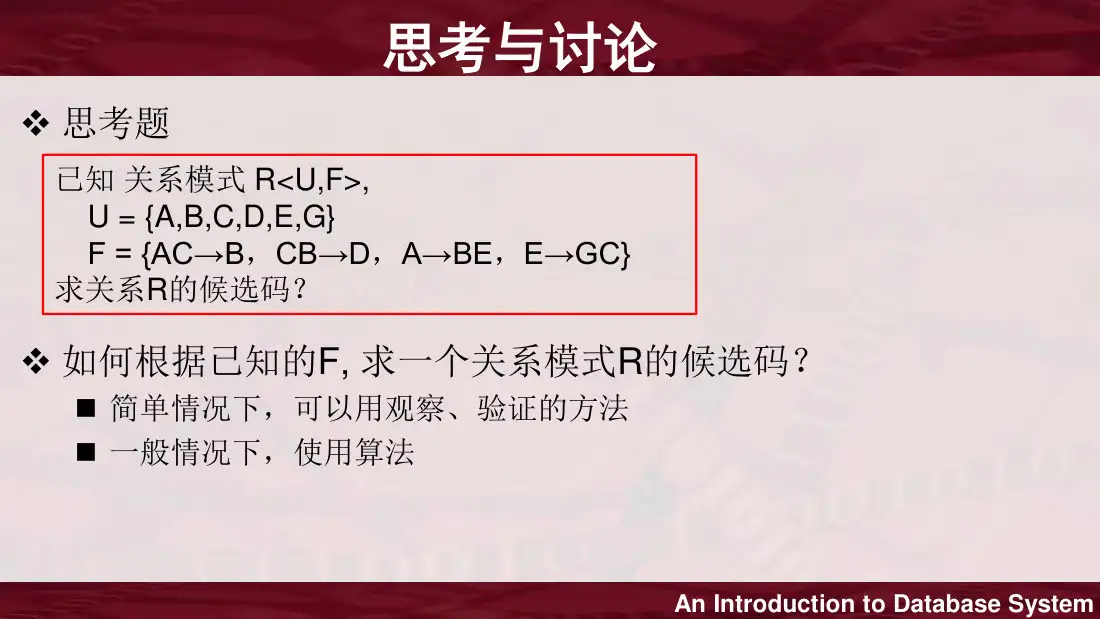 思考与讨论
❖ 思考题
已知 关系模式 R<U,F>,
U = {A,B,C,D,E,G}
F = {AC→B，CB→D，A→BE，E→GC}
求关系R的候选码？
❖ 如何根据已知的F, 求一个关系模式R的候选码？
■ 简单情况下，可以用观察、验证的方法
■ 一般情况下，使用算法
An Introduction to Database System